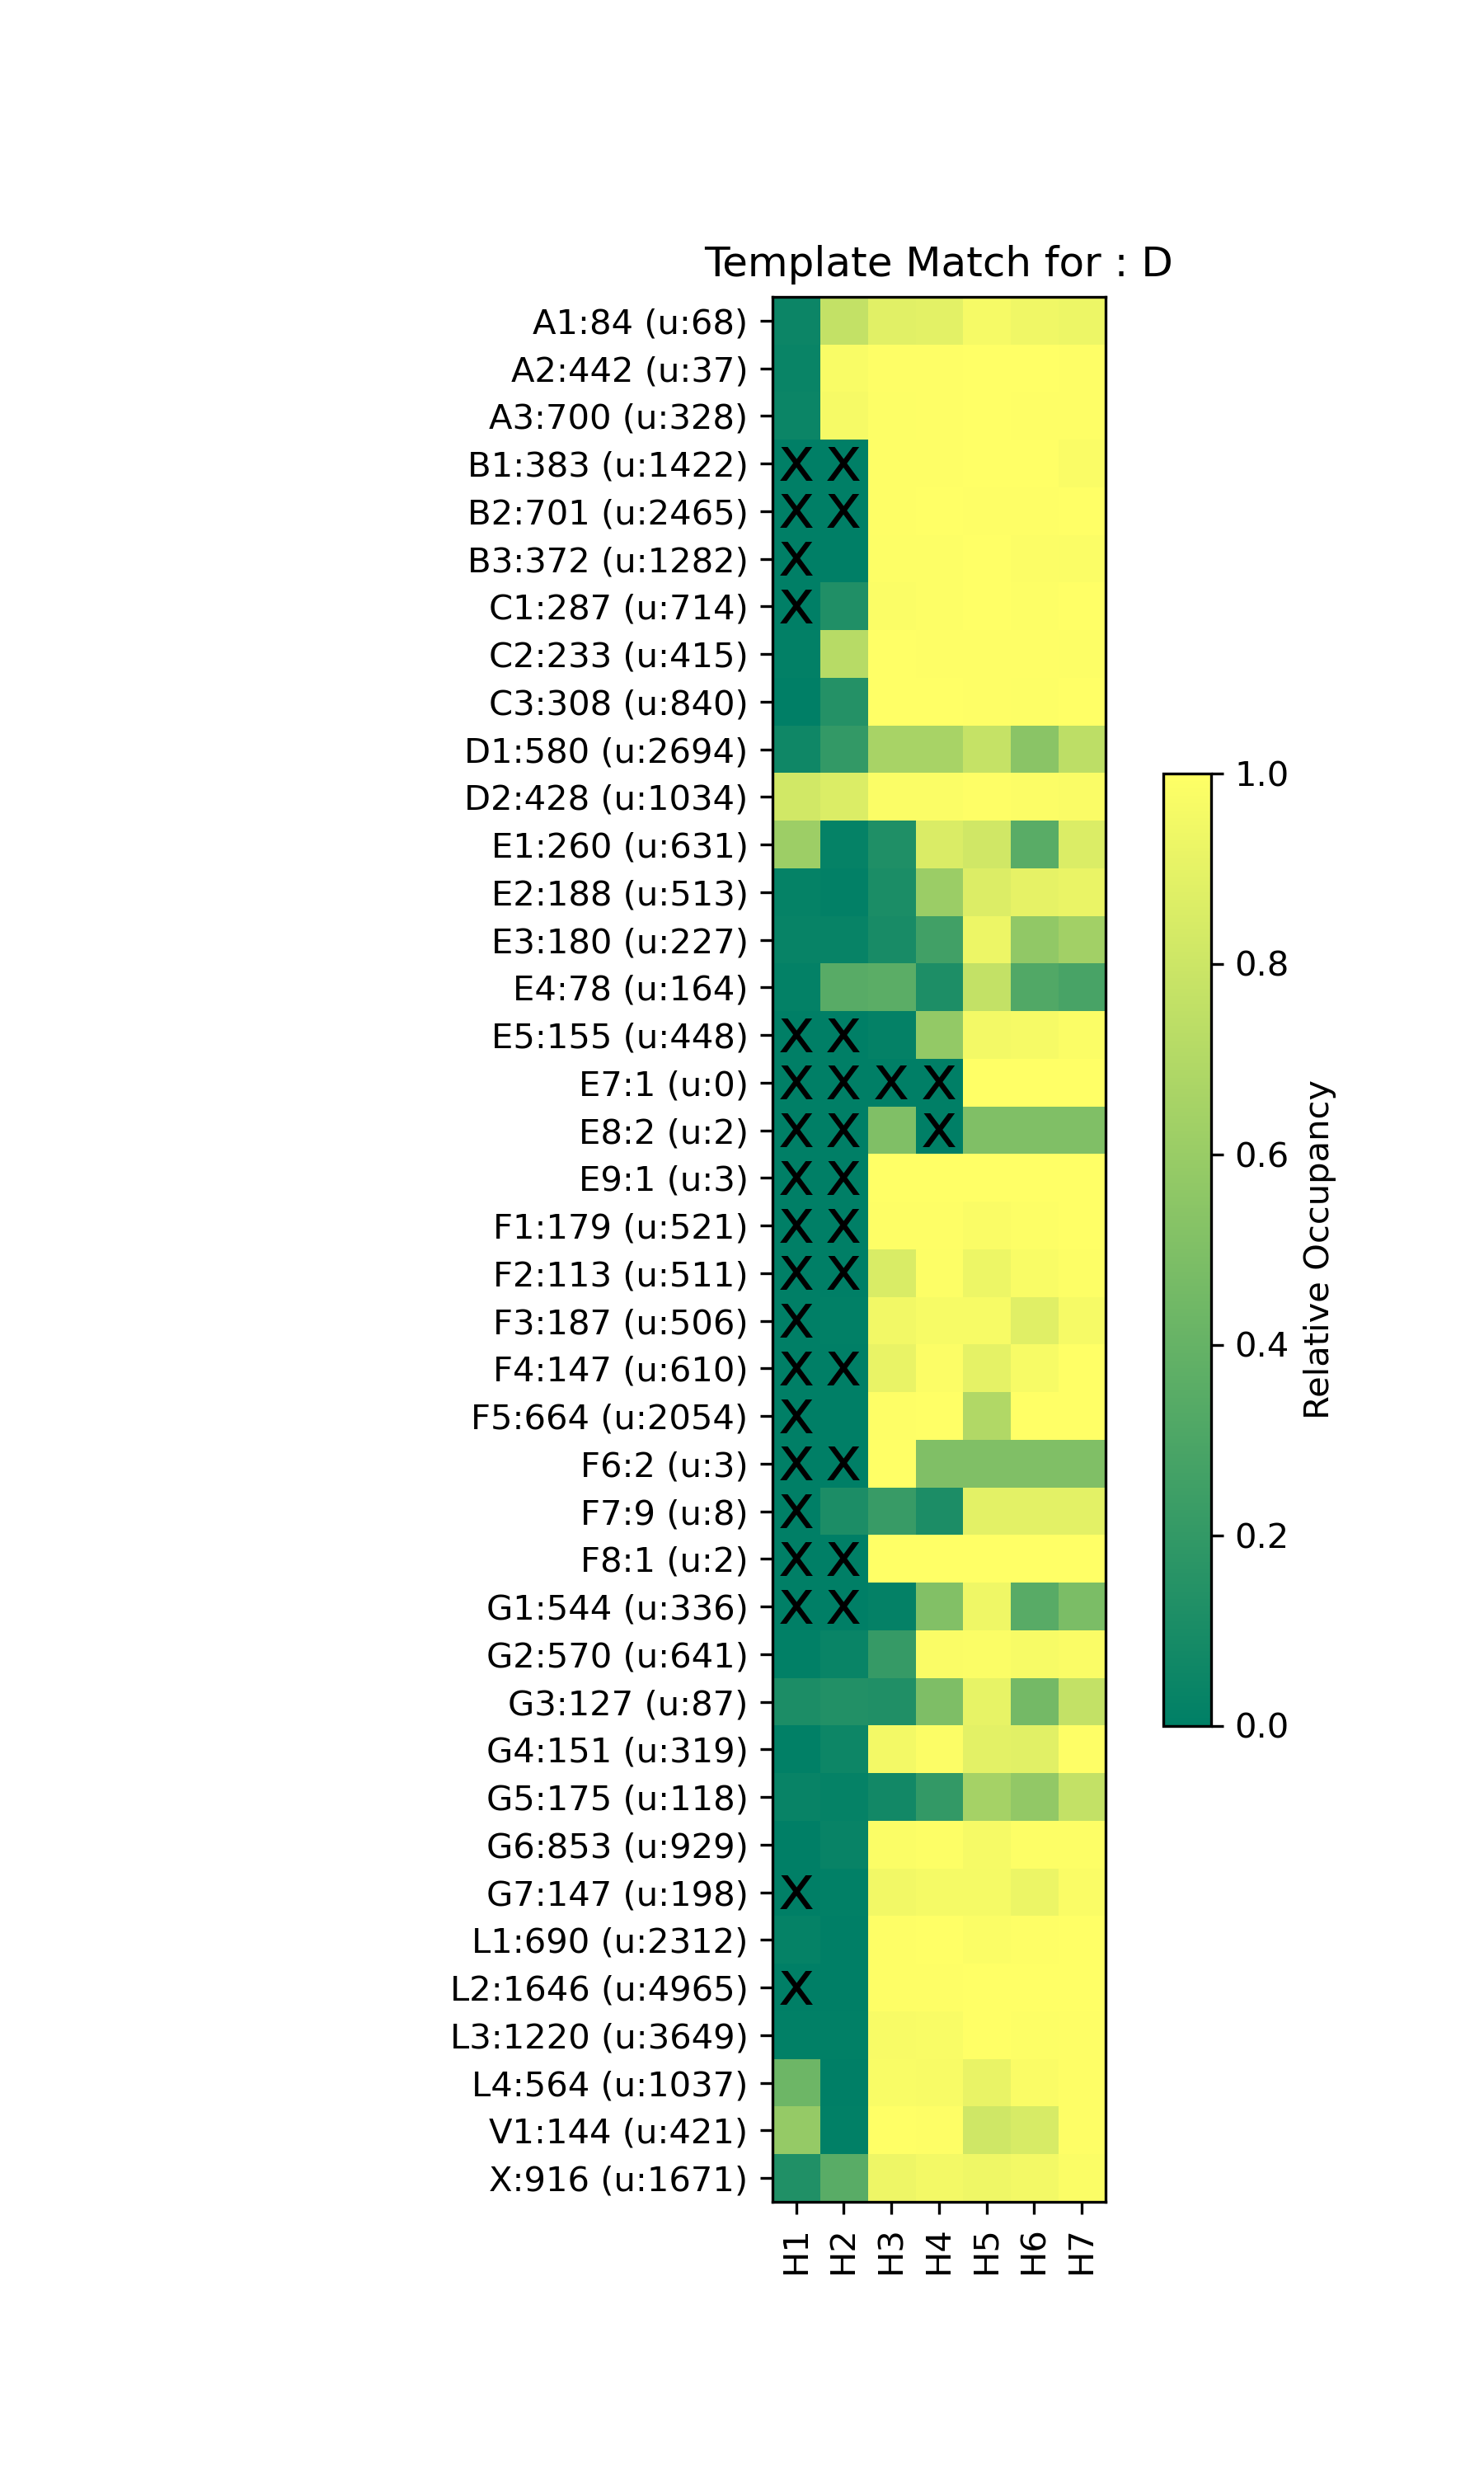 Template Match for : D
A1:84 (u:68)
A2:442 (u:37)
A3:700 (u:328)
B1:383 (u:1422) X X
B2:701 (u:2465) X X
B3:372 (u:1282) X
C1:287 (u:714) X
C2:233 (u:415)
C3:308 (u:840)
D1:580 (u:2694)
D2:428 (u:1034)
E1:260 (u:631)
E2:188 (u:513)
E3:180 (u:227)
E4:78 (u:164)
E5:155 (u:448) X X
E7:1 (u:0) X X X X
E8:2 (u:2) X X X
E9:1 (u:3) X X
F1:179 (u:521) X X
F2:113 (u:511) X X
F3:187 (u:506) X
F4:147 (u:610) X X
F5:664 (u:2054) X
F6:2 (u:3) X X
F7:9 (u:8) X
F8:1 (u:2) X X
G1:544 (u:336) X X
G2:570 (u:641)
G3:127 (u:87)
G4:151 (u:319)
G5:175 (u:118)
G6:853 (u:929)
G7:147 (u:198) X
L1:690 (u:2312)
L2:1646 (u:4965) X
L3:1220 (u:3649)
L4:564 (u:1037)
V1:144 (u:421)
X:916 (u:1671)
H1 H2 H3 H4 H5 H6 H7
1.0
0.8
0.6
0.4
0.2
0.0
Relative Occupancy